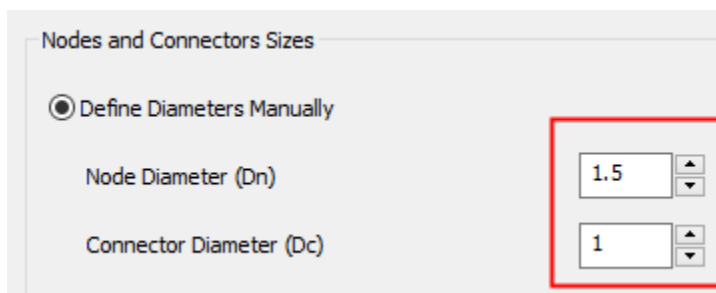 Nodes and Connectors Sizes
Define Diameters Manually
Node Diameter (Dn) 1.5
Connector Diameter (Dc) 1